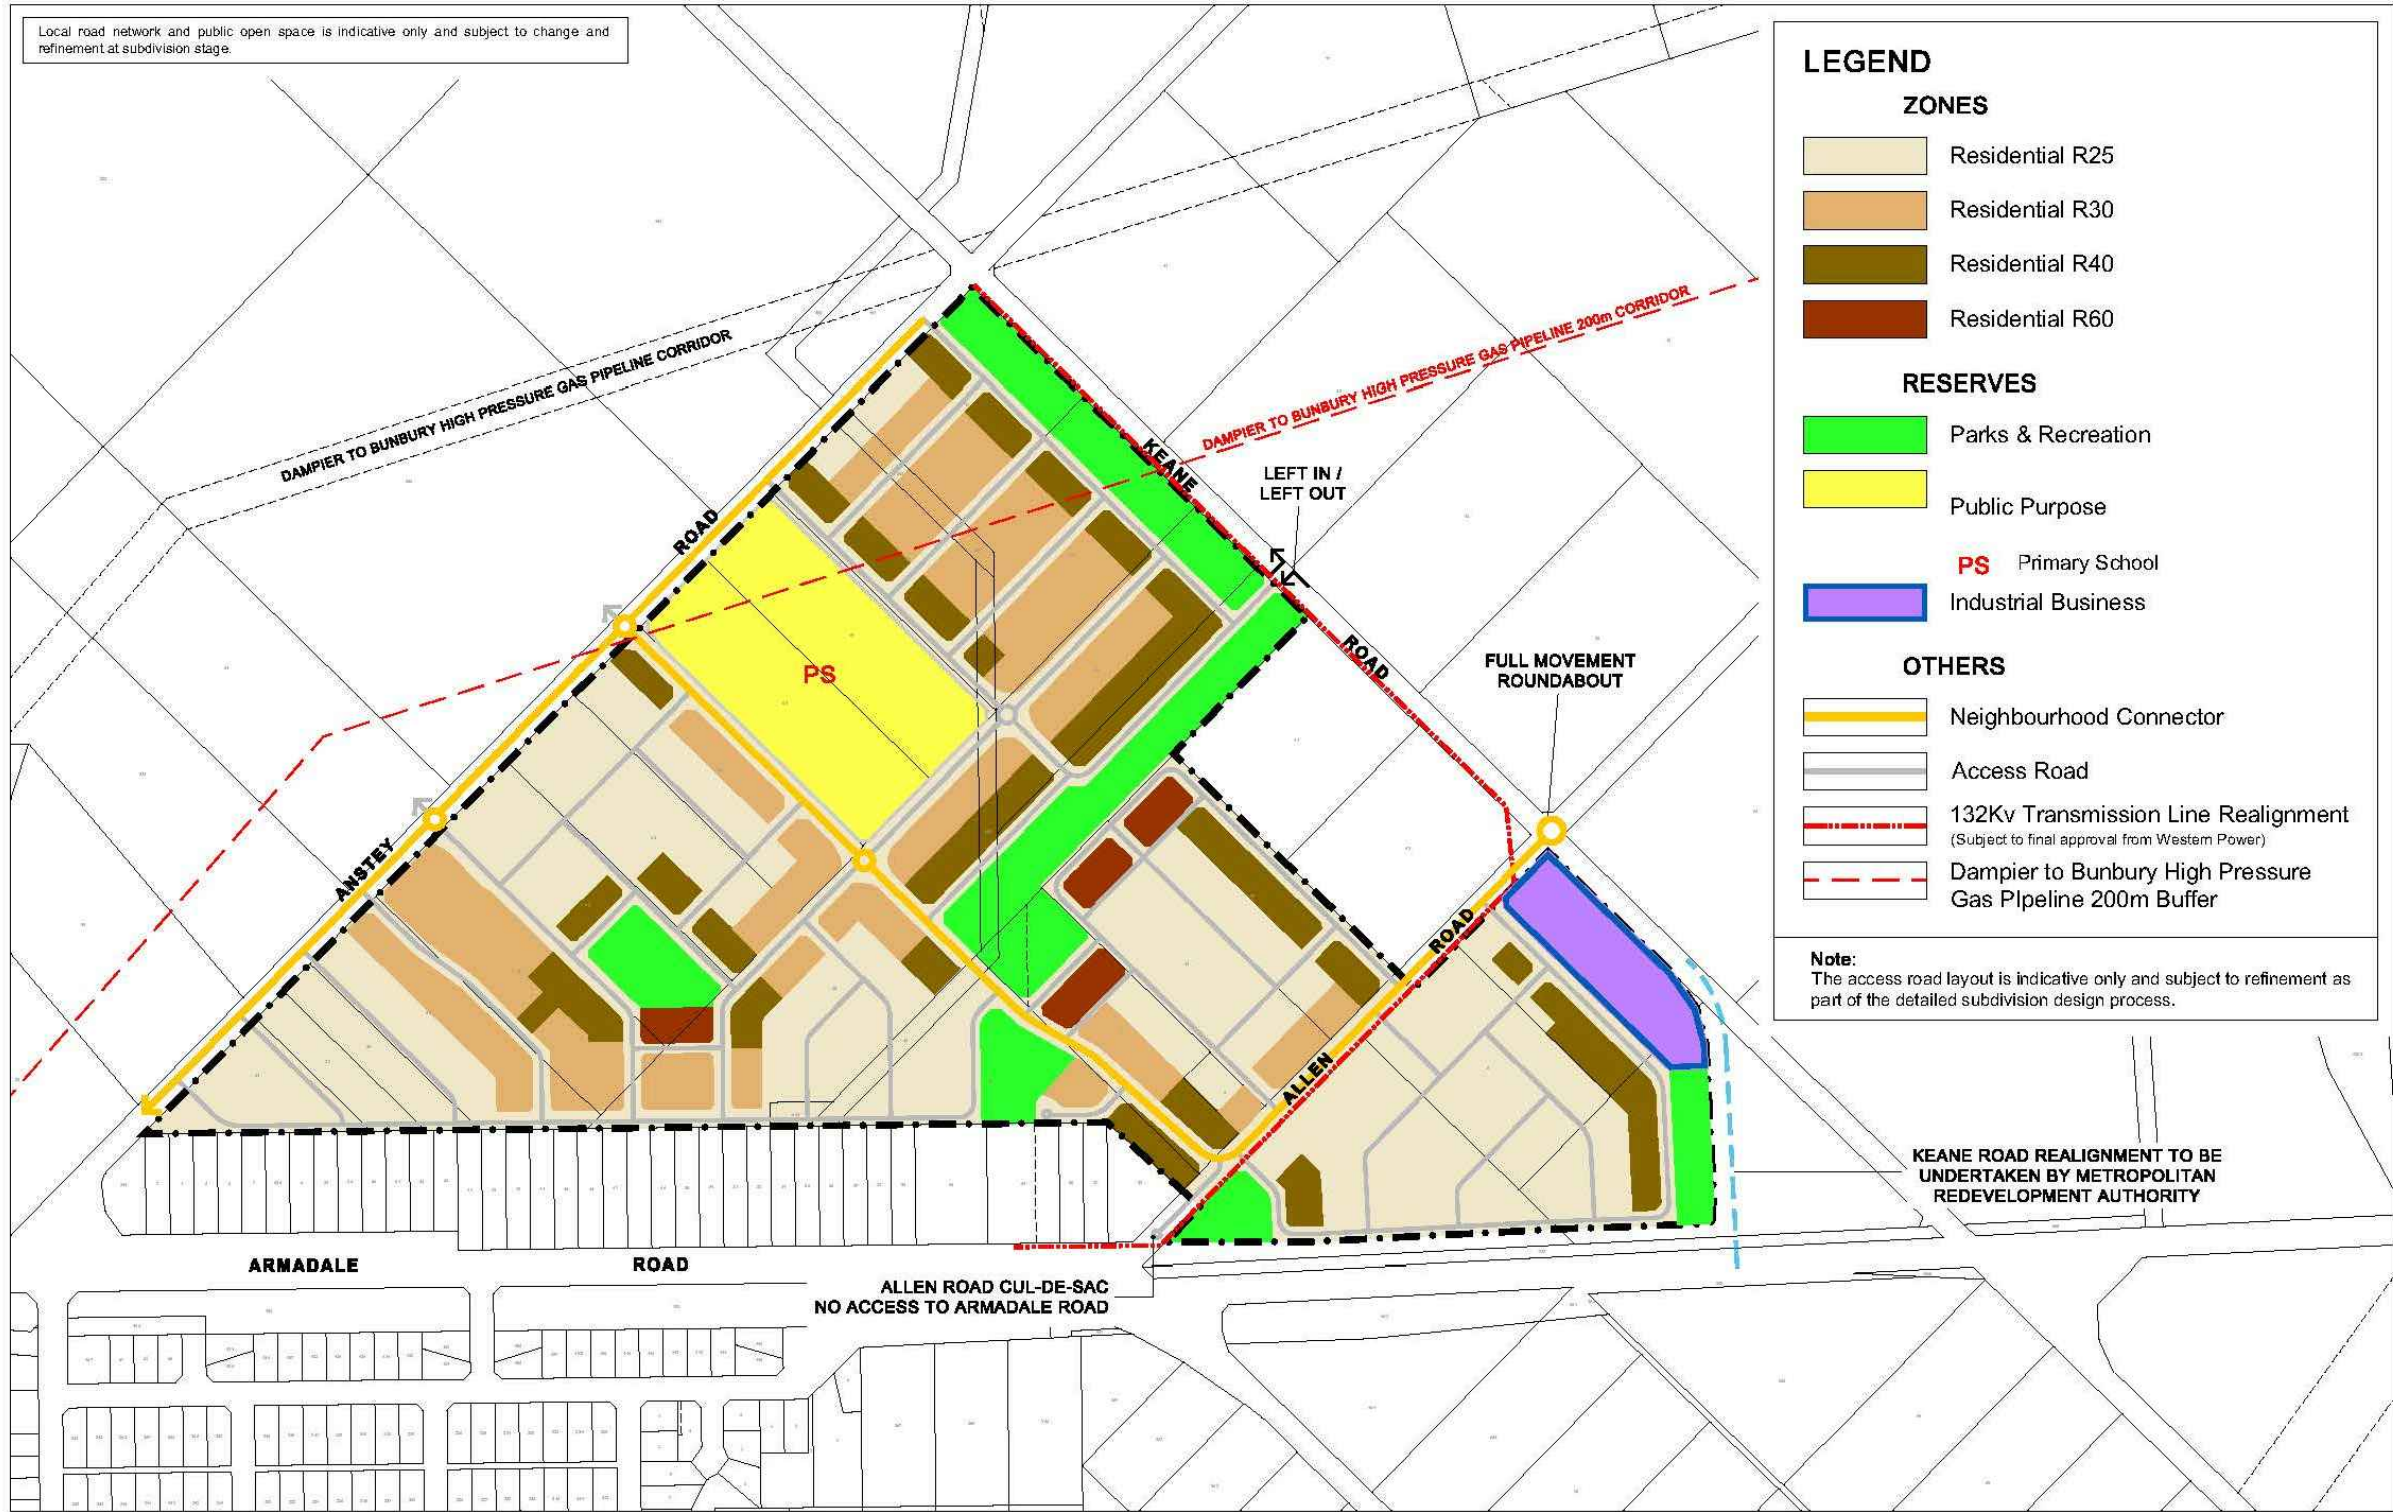 Local road network and public open space is indicative only and subject to change and
refinement at subdivision stage.
LEGEND
ZONES
Residential R25
Residential R30
Residential R40
Residential R60
RESERVES
Parks & Recreation
Public Purpose
PS Primary School
Industrial Business
OTHERS
Neighbourhood Connector
Access Road
132Kv Transmission Line Realignment
(Subject to final approval from Western Power)
Dampier to Bunbury High Pressure
Gas PIpeline 200m Buffer
Note:
The access road layout is indicative only and subject to refinement as
part of the detailed subdivision design process.
DAMPIER TO BUNBURY HIGH PRESSURE GAS PIPELINE CORRIDOR
DAMPIER TO BUNBURY HIGH PRESSURE GAS PIPELINE 200m CORRIDOR
KEANE
ROAD
LEFT IN /
LEFT OUT
FULL MOVEMENT
ROUNDABOUT
ANSTEY
ROAD
PS
ALLEN
ROAD
KEANE ROAD REALIGNMENT TO BE
UNDERTAKEN BY METROPOLITAN
REDEVELOPMENT AUTHORITY
ARMADALE
ROAD
ALLEN ROAD CUL-DE-SAC
NO ACCESS TO ARMADALE ROAD